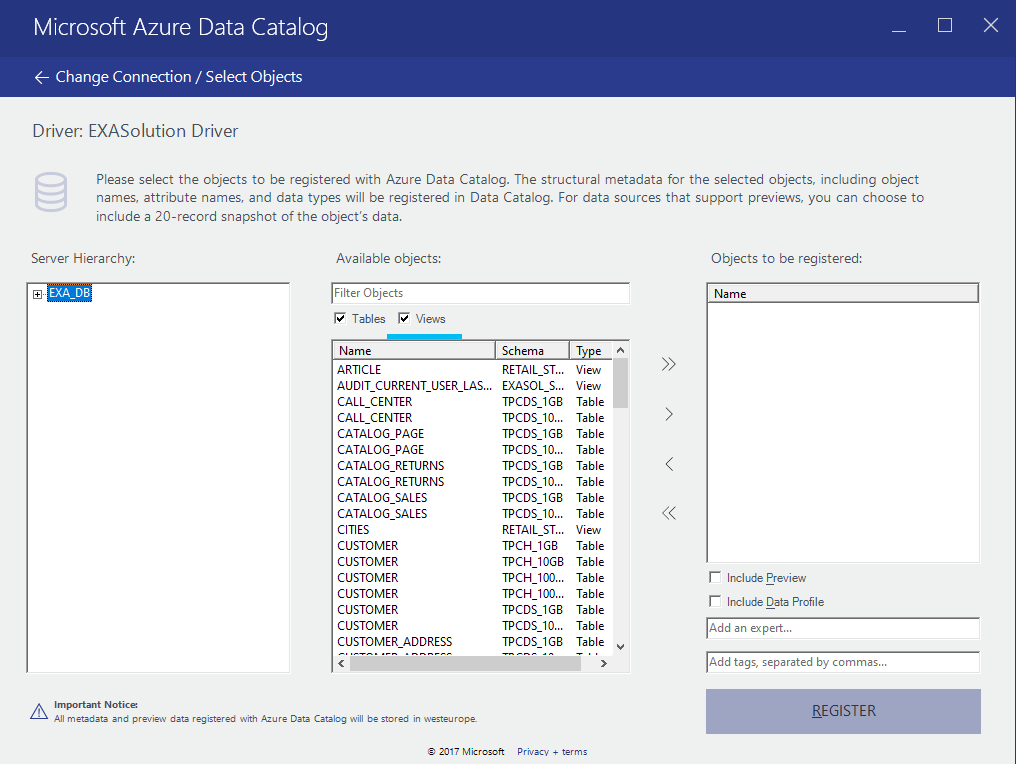 Microsoft Azure Data Catalog
Change Connection / Select Objects
Driver: EXASolution Driver
Please select the objects to be registered with Azure Data Catalog. The structural metadata for the selected objects, including object
names, attribute names, and data types will be registered in Data Catalog. For data sources that support previews, you can choose to
include a 20-record snapshot of the object's data.
Server Hierarchy:
EXA_DB
Available objects:
Filter Objects
Tables Views
Name Schema Type
ARTICLE RETAIL_ST... View
AUDIT_CURRENT_USER_LAS... EXASOL_S... View
CALL_CENTER TPCDS_1GB Table
CALL_CENTER TPCDS_10... Table
CATALOG_PAGE TPCDS_1GB Table
CATALOG_PAGE TPCDS_10... Table
CATALOG_RETURNS TPCDS_1GB Table
CATALOG_RETURNS TPCDS_10... Table
CATALOG_SALES TPCDS_1GB Table
CATALOG_SALES TPCDS_10... Table
CITIES RETAIL_ST... View
CUSTOMER TPCH_1GB Table
CUSTOMER TPCH_10GB Table
CUSTOMER TPCH_100... Table
CUSTOMER TPCH_100... Table
CUSTOMER TPCDS_1GB Table
CUSTOMER TPCDS_10... Table
CUSTOMER_ADDRESS TPCDS_1GB Table
Objects to be registered:
Name
Include Preview
Include Data Profile
Add an expert...
Add tags, separated by commas...
REGISTER
Important Notice:
All metadata and preview data registered with Azure Data Catalog will be stored in westeurope.
© 2017 Microsoft Privacy + terms